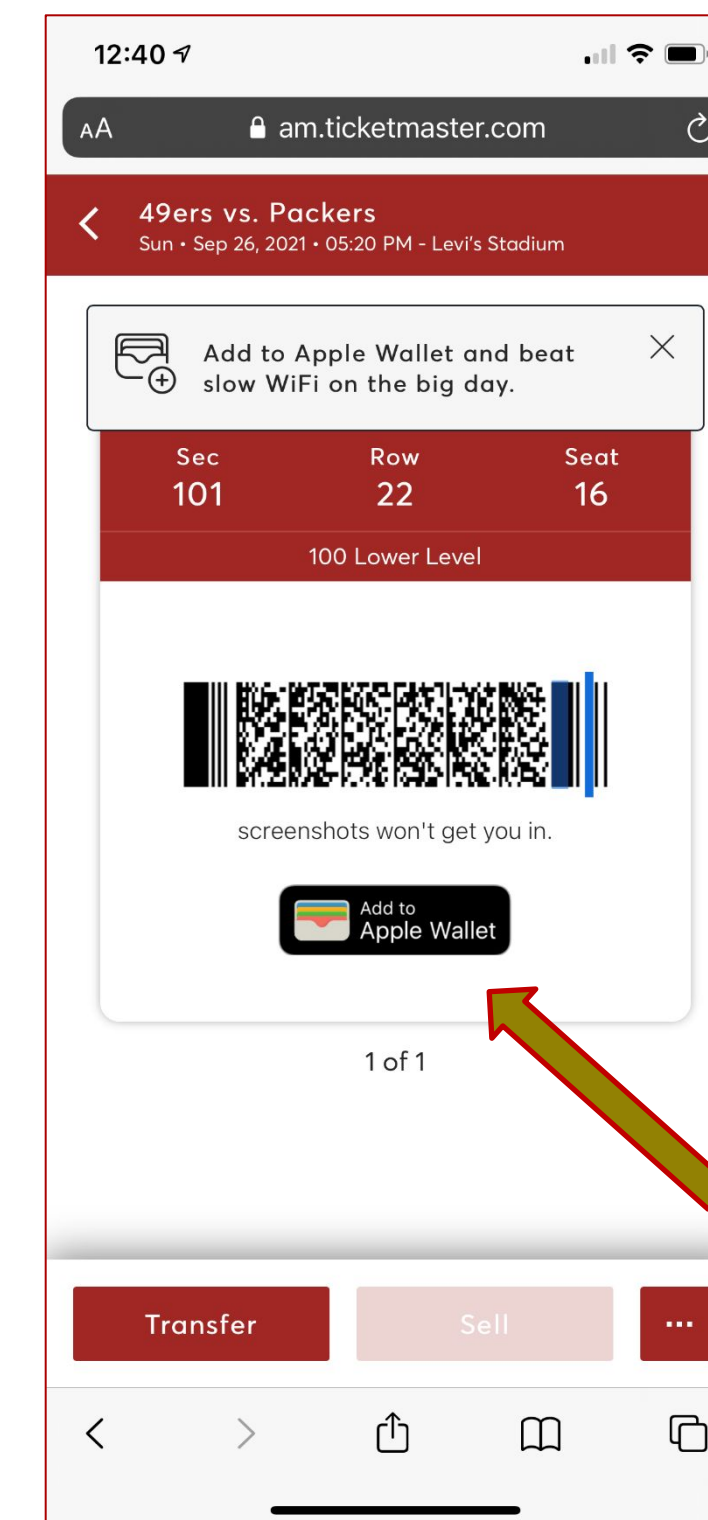 12:40
AA am.ticketmaster.com
49ers vs. Packers
Sun • Sep 26, 2021 • 05:20 PM - Levi's Stadium
Add to Apple Wallet and beat
slow WiFi on the big day.
Sec Row Seat
101 22 16
100 Lower Level
screenshots won't get you in.
Add to
Apple Wallet
1 of 1
Transfer Sell ...